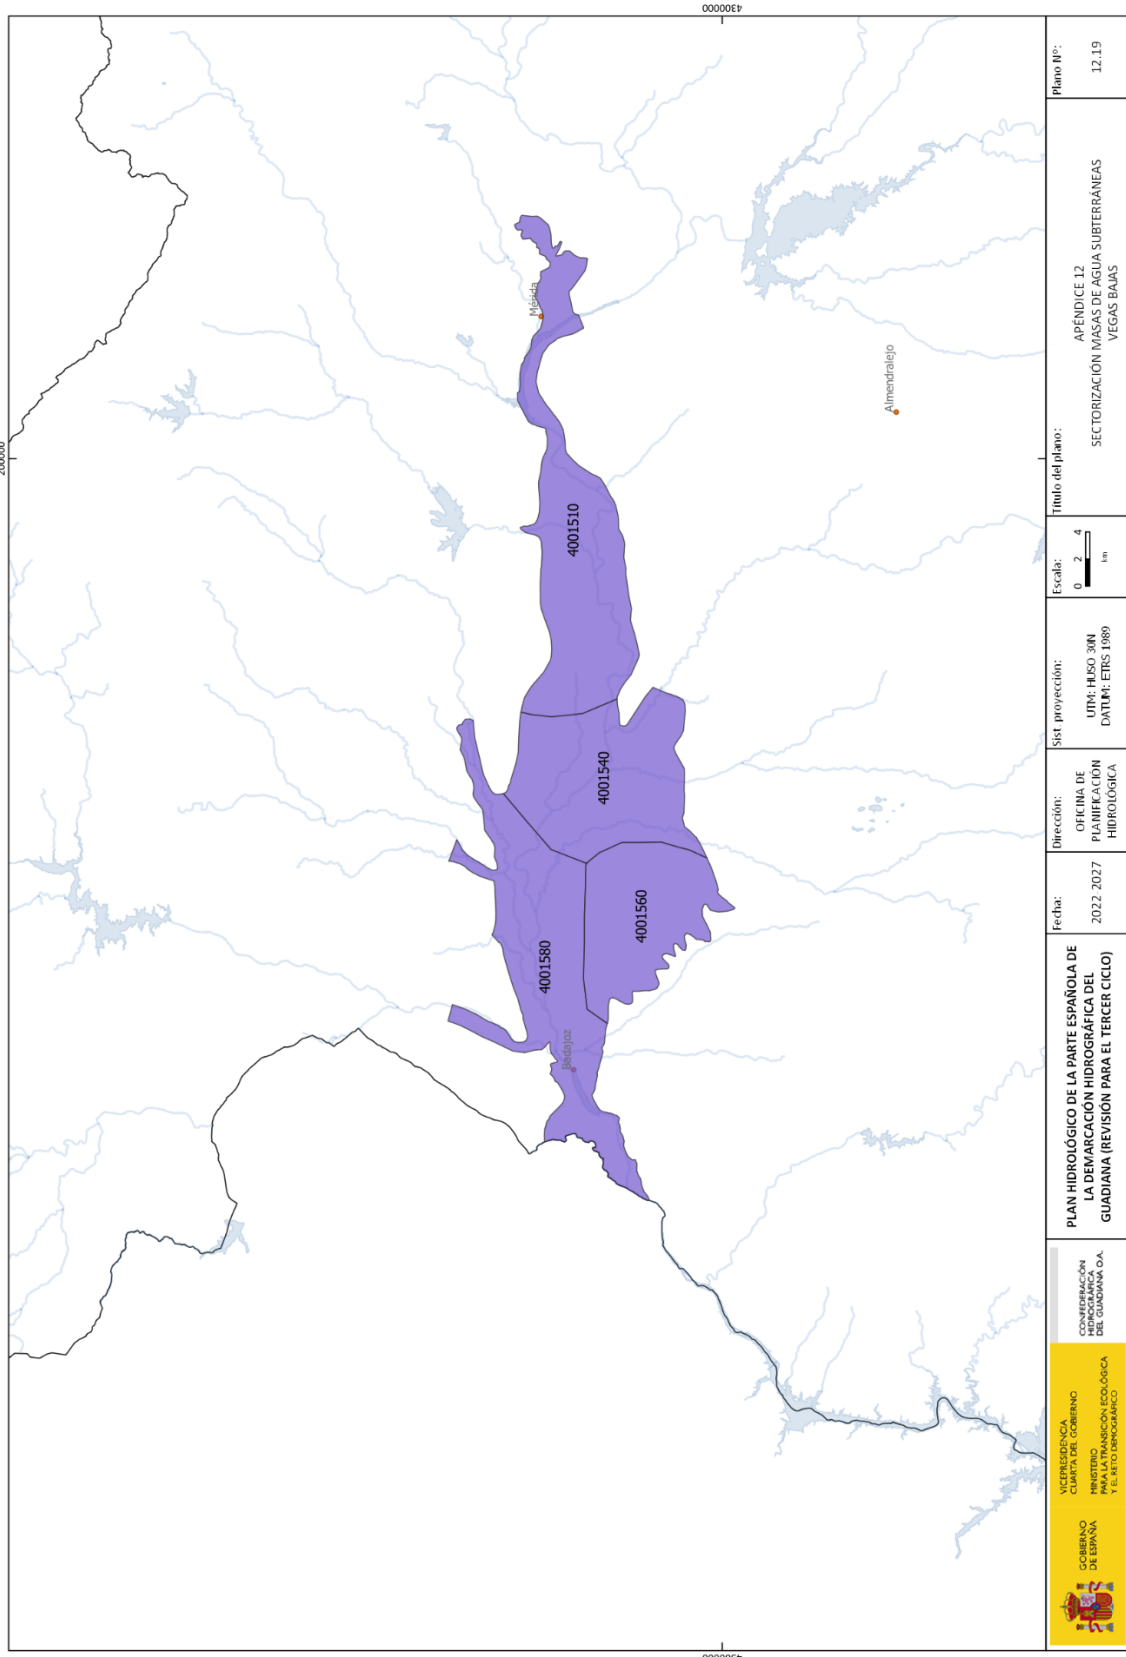 200000
4300000
4300000
Mérida
Almendralejo
Badajoz
4001510
4001540
4001560
4001580
GOBIERNO
DE ESPAÑA
VICEPRESIDENCIA
CUARTA DEL GOBIERNO
MINISTERIO
PARA LA TRANSICIÓN ECOLÓGICA
Y EL RETO DEMOGRÁFICO
CONFEDERACIÓN
HIDROGRÁFICA
DEL GUADIANA O.A.
PLAN HIDROLÓGICO DE LA PARTE ESPAÑOLA DE
LA DEMARCACIÓN HIDROGRÁFICA DEL
GUADIANA (REVISIÓN PARA EL TERCER CICLO)
Fecha:
2022 2027
Dirección:
OFICINA DE
PLANIFICACIÓN
HIDROLÓGICA
Sist. proyección:
UTM: HUSO 30N
DATUM: ETRS 1989
Escala:
0 2 4
km
Título del plano:
APÉNDICE 12
SECTORIZACIÓN MASAS DE AGUA SUBTERRÁNEAS
VEGAS BAJAS
Plano Nº:
12.19